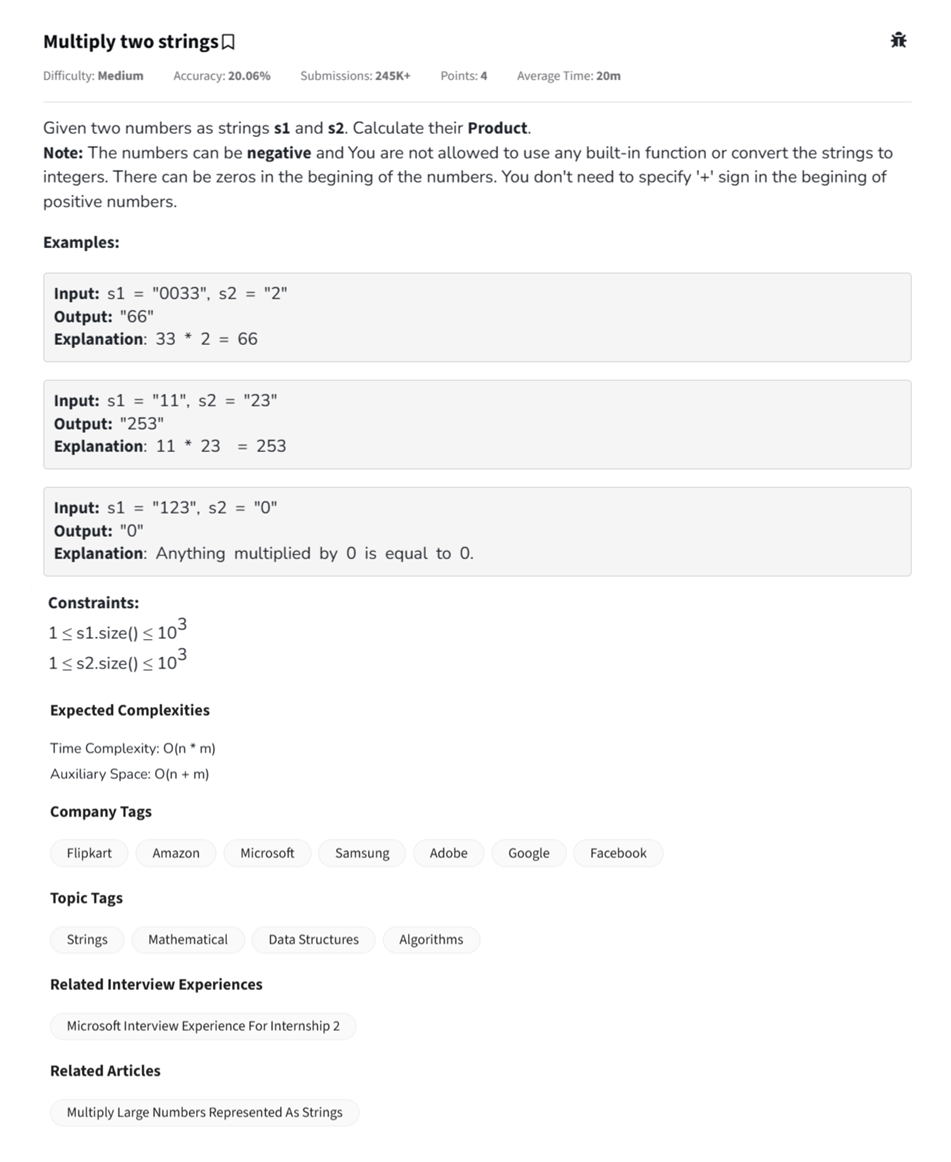 Multiply two strings
Difficulty: Medium Accuracy: 20.06% Submissions: 245K+ Points: 4 Average Time: 20m
Given two numbers as strings s1 and s2. Calculate their Product.
Note: The numbers can be negative and You are not allowed to use any built-in function or convert the strings to
integers. There can be zeros in the begining of the numbers. You don't need to specify '+' sign in the begining of
positive numbers.
Examples:
Input: s1 = "0033", s2 = "2"
Output: "66"
Explanation: 33 * 2 = 66
Input: s1 = "11", s2 = "23"
Output: "253"
Explanation: 11 * 23 = 253
Input: s1 = "123", s2 = "0"
Output: "0"
Explanation: Anything multiplied by 0 is equal to 0.
Constraints:
1 ≤ s1.size() ≤ 10³
1 ≤ s2.size() ≤ 10³
Expected Complexities
Time Complexity: O(n * m)
Auxiliary Space: O(n + m)
Company Tags
Flipkart Amazon Microsoft Samsung Adobe Google Facebook
Topic Tags
Strings Mathematical Data Structures Algorithms
Related Interview Experiences
Microsoft Interview Experience For Internship 2
Related Articles
Multiply Large Numbers Represented As Strings